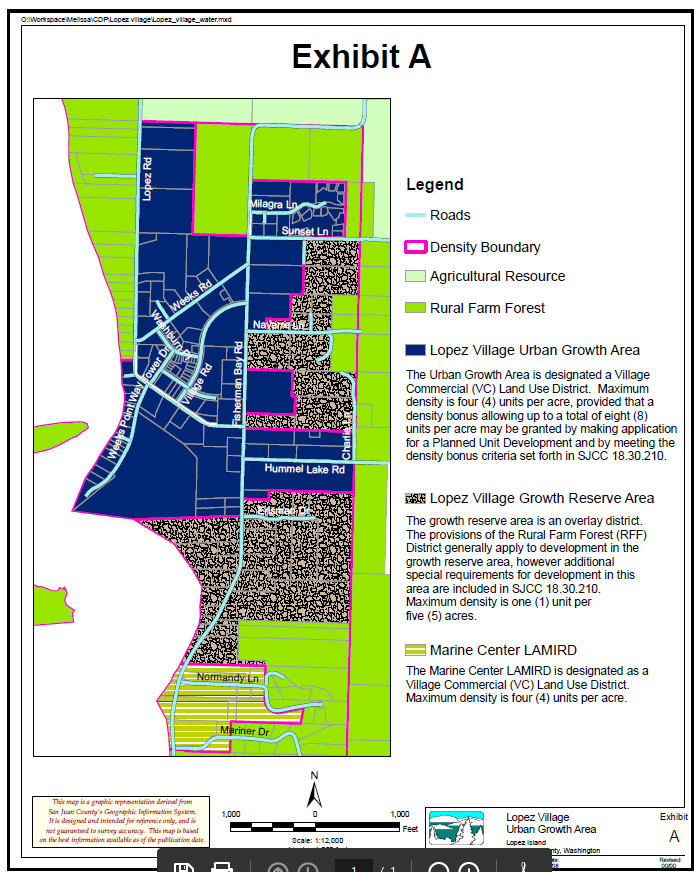 O:\Workspace\Melissa\CDP\Lopez village\Lopez_village_water.mxd
Exhibit A
Lopez Rd
Milagra Ln
Sunset Ln
Weeks Rd
Washburn
Tower Dr
Village Rd
Navarre Ln
Fisherman Bay Rd
Weeks Point Way
Hummel Lake Rd
Normandy Ln
Mariner Dr
Legend
Roads
Density Boundary
Agricultural Resource
Rural Farm Forest
Lopez Village Urban Growth Area
The Urban Growth Area is designated a Village
Commercial (VC) Land Use District. Maximum
density is four (4) units per acre, provided that a
density bonus allowing up to a total of eight (8)
units per acre may be granted by making application
for a Planned Unit Development and by meeting the
density bonus criteria set forth in SJCC 18.30.210.
Lopez Village Growth Reserve Area
The growth reserve area is an overlay district.
The provisions of the Rural Farm Forest (RFF)
District generally apply to development in the
growth reserve area, however additional
special requirements for development in this
area are included in SJCC 18.30.210.
Maximum density is one (1) unit per
five (5) acres.
Marine Center LAMIRD
The Marine Center LAMIRD is designated as a
Village Commercial (VC) Land Use District.
Maximum density is four (4) units per acre.
This map is a graphic representation derived from
San Juan County's Geographic Information System.
It is designed and intended for reference only, and is
not guaranteed to survey accuracy. This map is based
on the best information available as of the publication date.
N
1,000 0 1,000
Feet
Scale: 1:12,000
Lopez Village
Urban Growth Area
Lopez Island
nty, Washington
Exhibit
A
Revised:
00/00
1 / 1